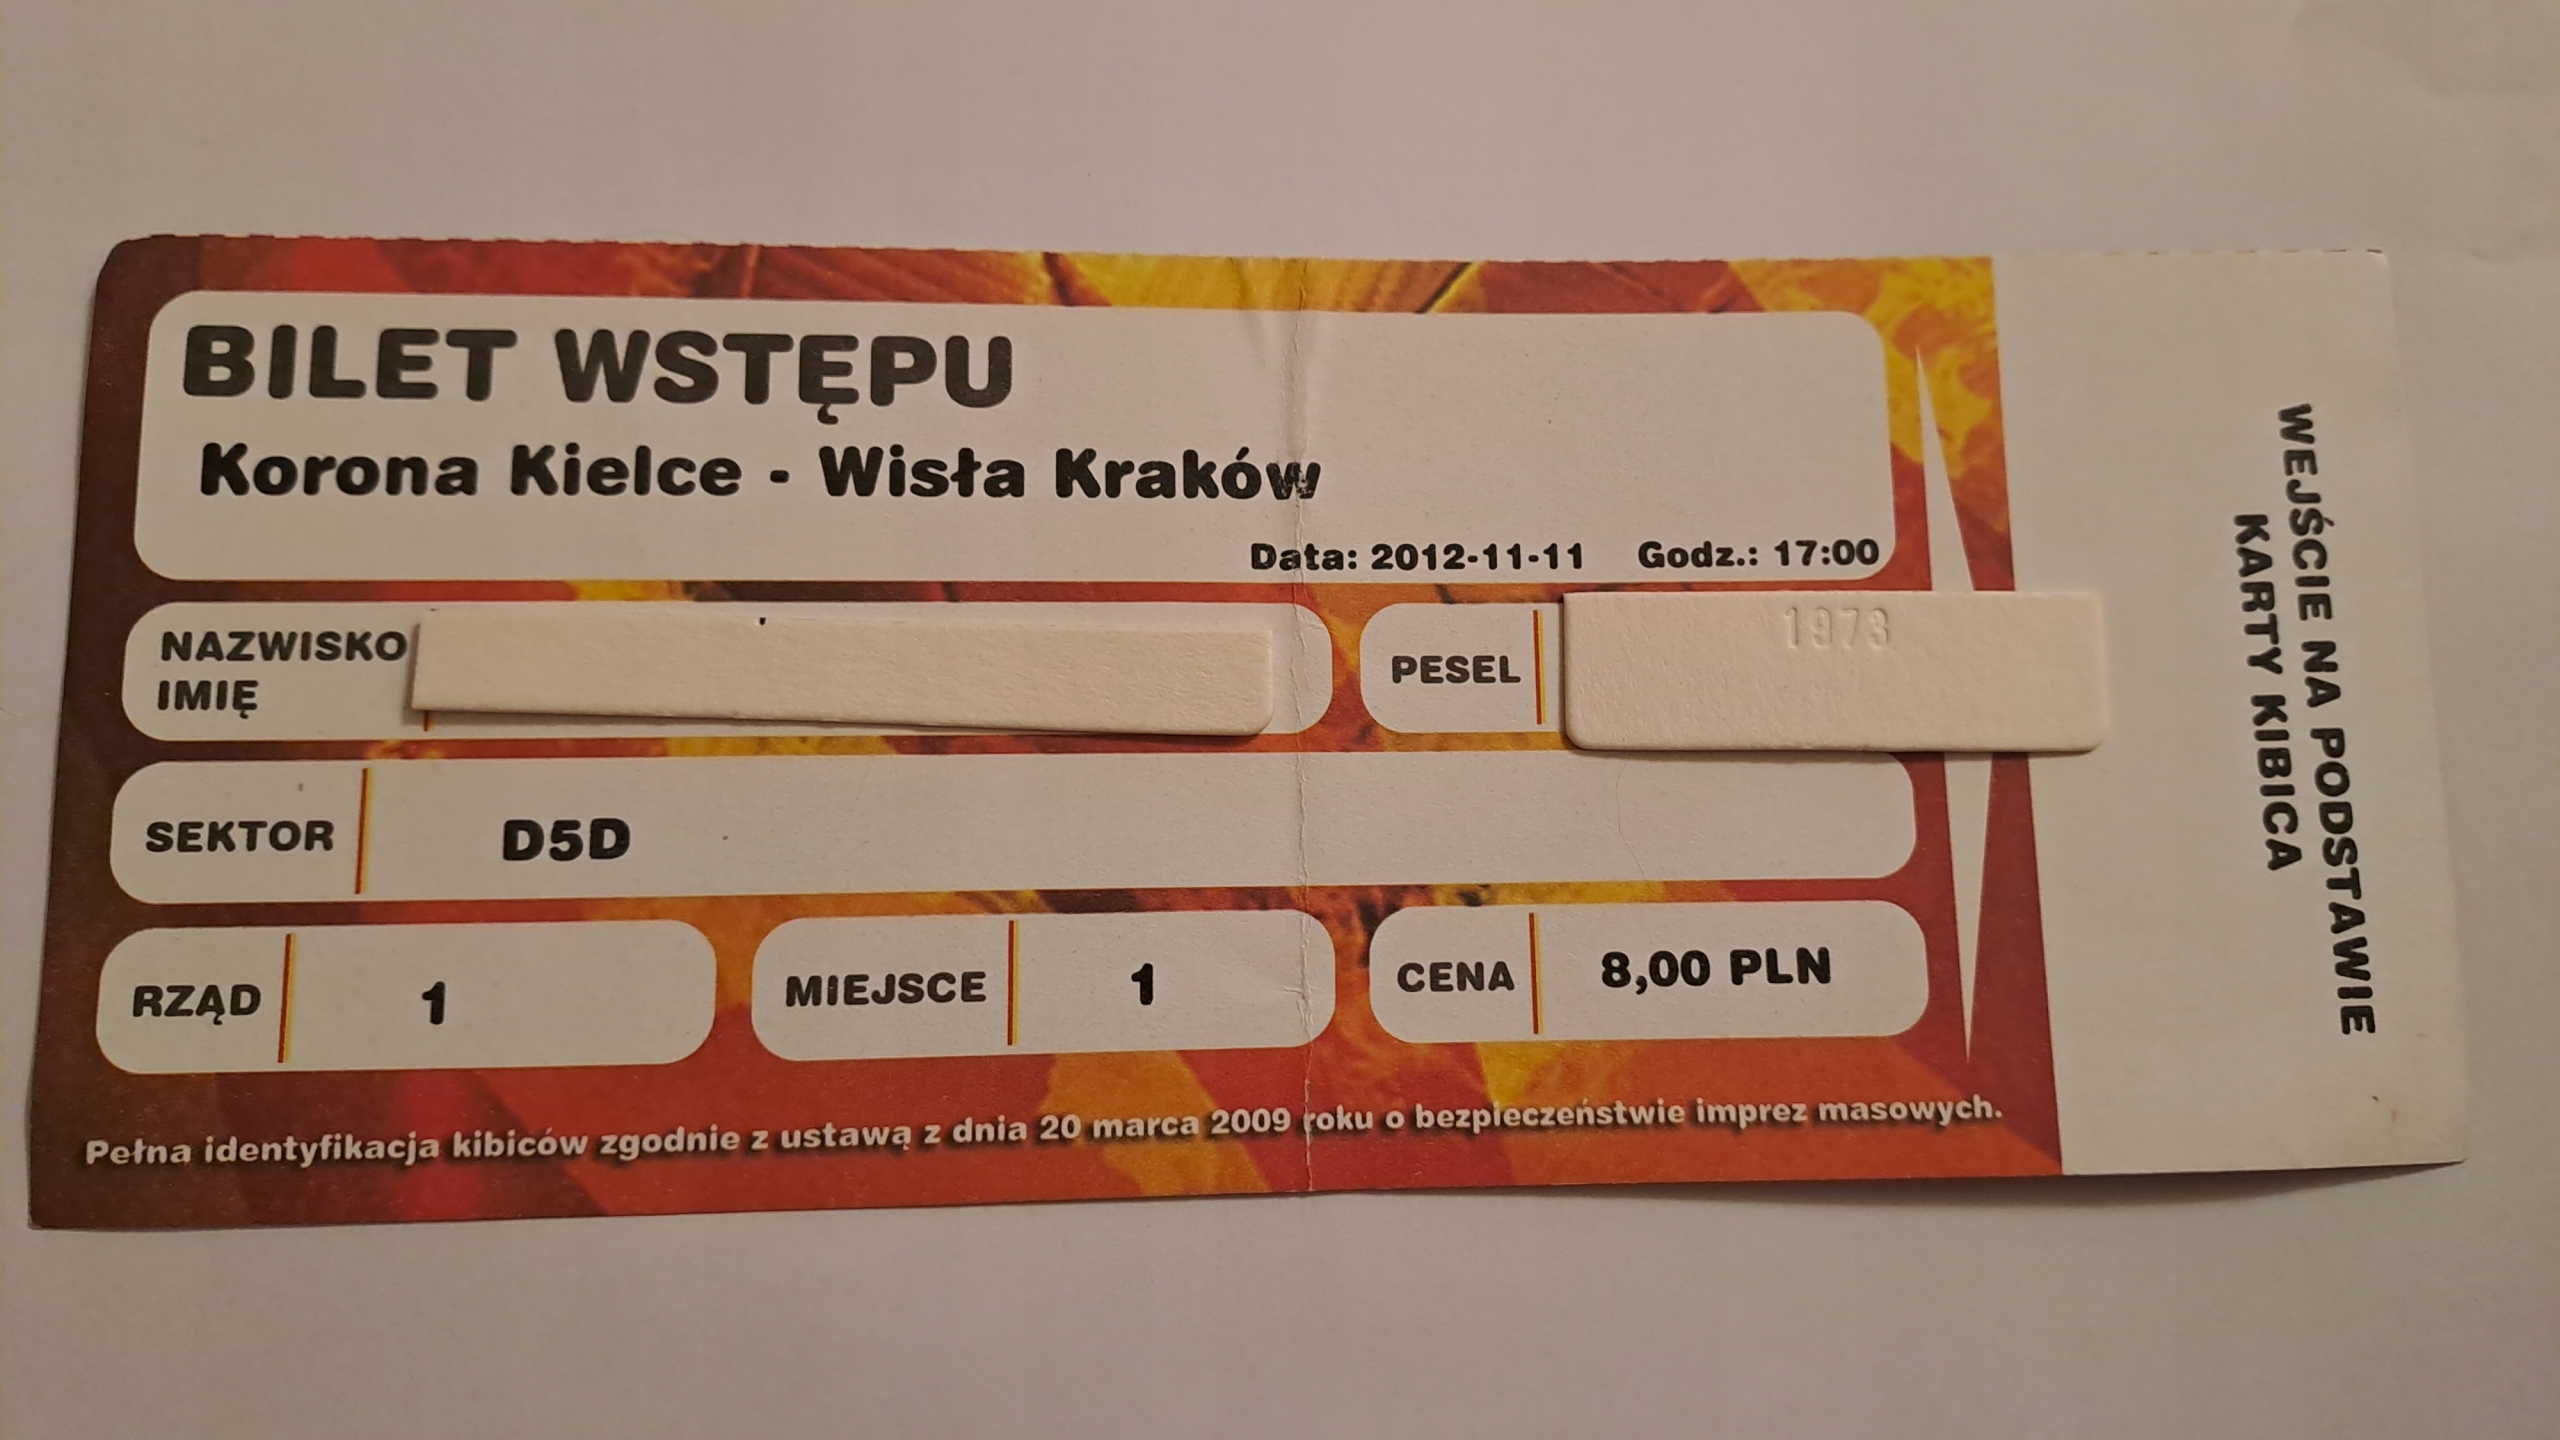 BILET WSTĘPU
Korona Kielce - Wisła Kraków
Data: 2012-11-11 Godz.: 17:00
NAZWISKO
IMIĘ
PESEL
1973
SEKTOR D5D
RZĄD 1 MIEJSCE 1 CENA 8,00 PLN
Pełna identyfikacja kibiców zgodnie z ustawą z dnia 20 marca 2009 roku o bezpieczeństwie imprez masowych.
WEJŚCIE NA PODSTAWIE
KARTY KIBICA